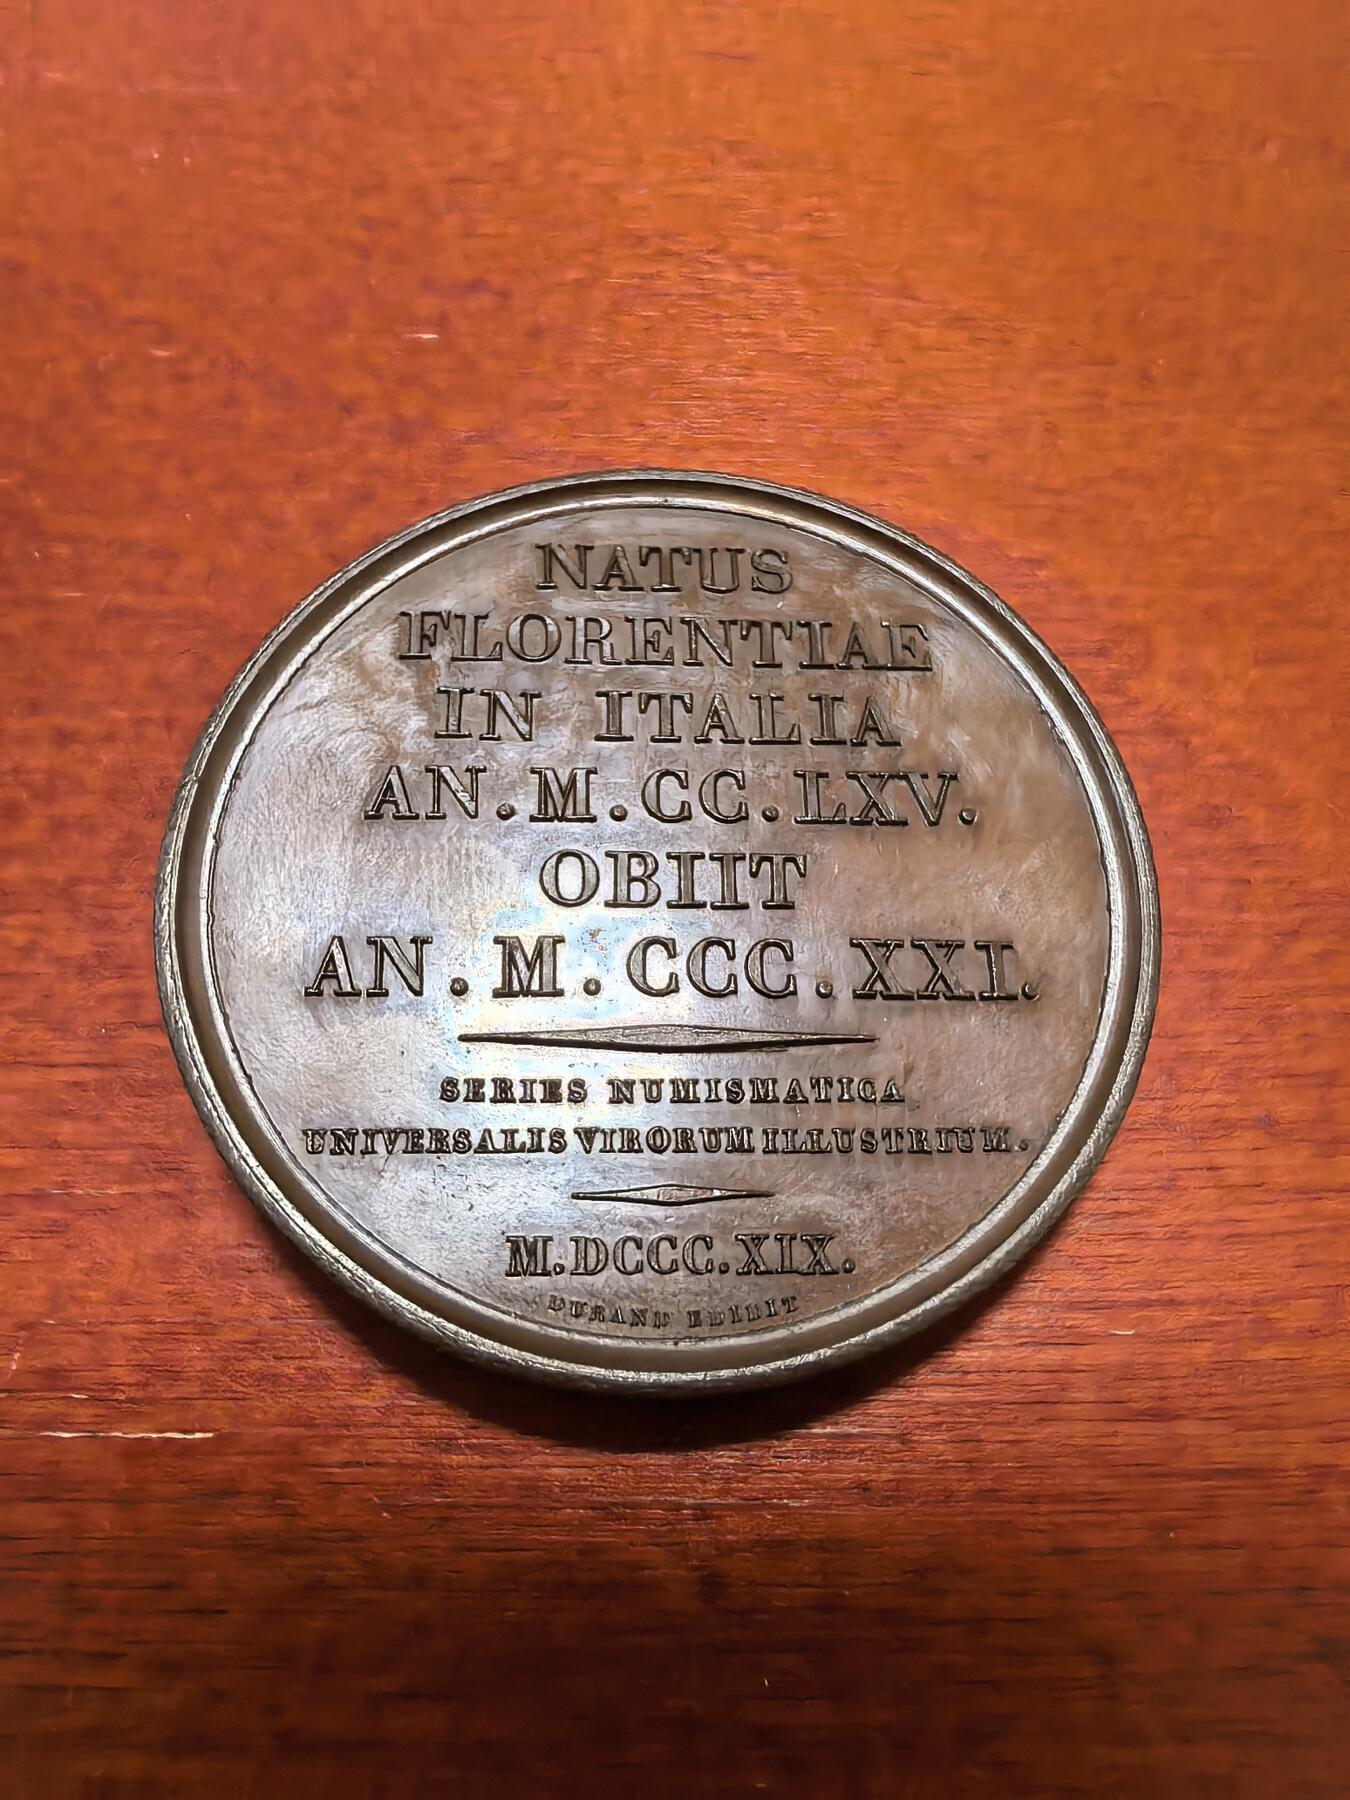 NATUS
FLORENTIAE
IN ITALIA
AN. M. CC. LXV.
OBIIT
AN. M. CCC. XXI.
SERIES NUMISMATICA
UNIVERSALIS VIRORUM ILLUSTRIUM.
M. DCCC. XIX.
DURAND EDIDIT